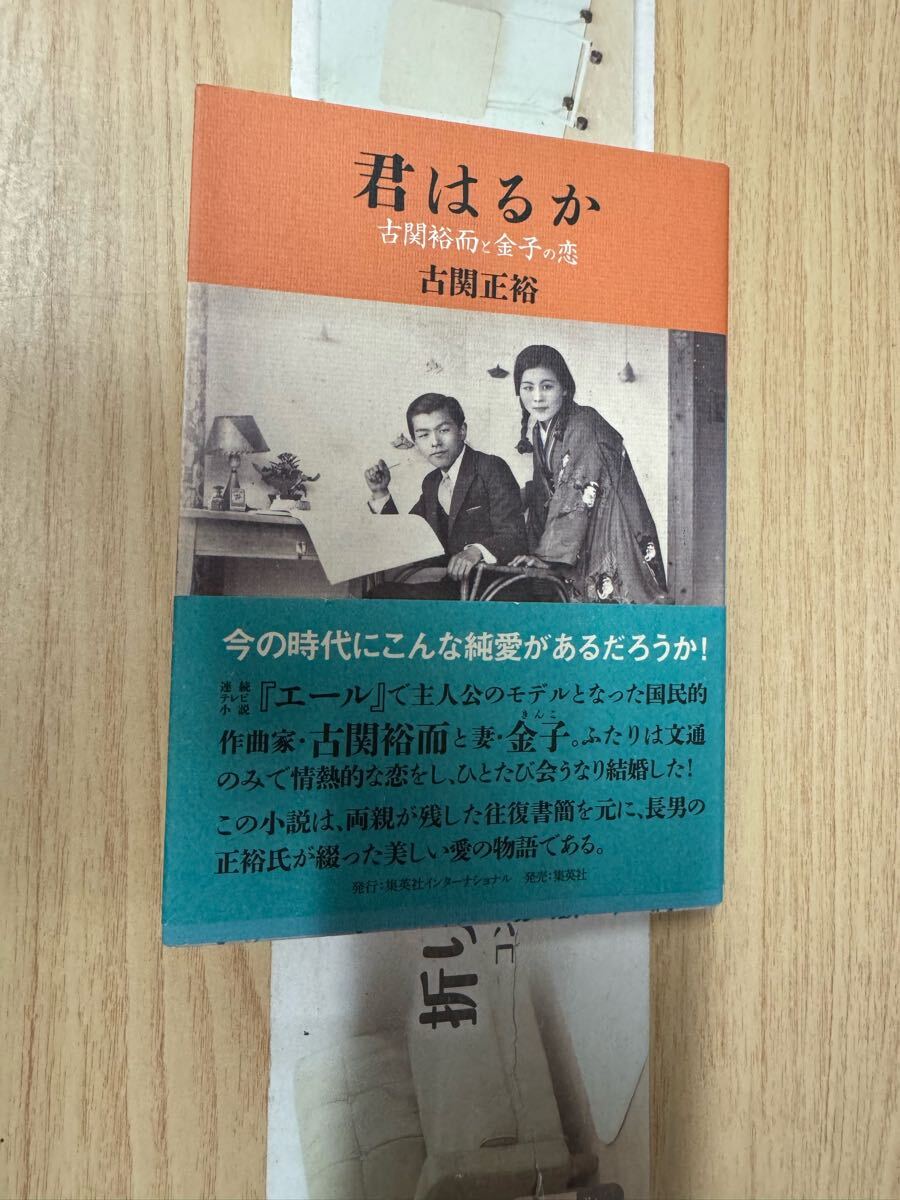 君はるか
古関裕而と金子の恋
古関正裕
今の時代にこんな純愛があるだろうか!
連続テレビ小説『エール』で主人公のモデルとなった国民的
作曲家・古関裕而と妻・金子。ふたりは文通
きんこ
のみで情熱的な恋をし、ひとたび会うなり結婚した!
この小説は、両親が残した往復書簡を元に、長男の
正裕氏が綴った美しい愛の物語である。
発行:集英社インターナショナル 発売:集英社
折り
コン